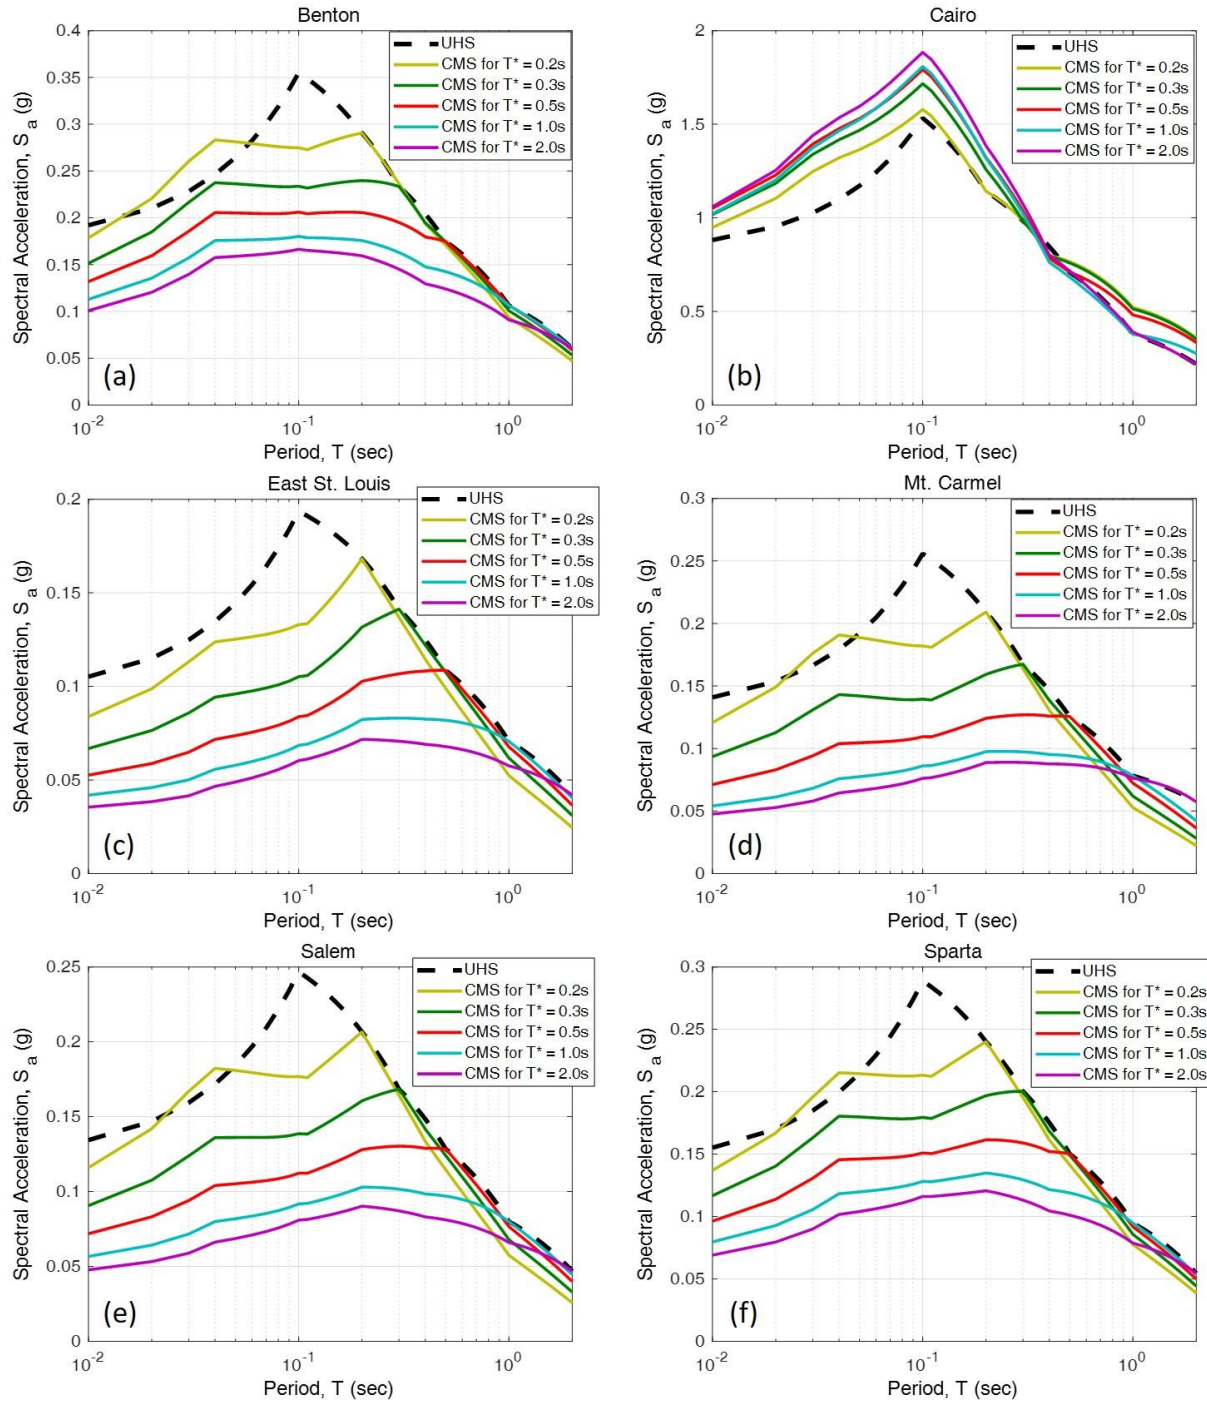 Benton
0.4
0.35
0.3
0.25
0.2
0.15
0.1
0.05
0
Spectral Acceleration, S a (g)
UHS
CMS for T* = 0.2s
CMS for T* = 0.3s
CMS for T* = 0.5s
CMS for T* = 1.0s
CMS for T* = 2.0s
(a)
10-2
10-1
100
Period, T (sec)
Cairo
2
1.5
1
0.5
0
Spectral Acceleration, S a (g)
UHS
CMS for T* = 0.2s
CMS for T* = 0.3s
CMS for T* = 0.5s
CMS for T* = 1.0s
CMS for T* = 2.0s
(b)
10-2
10-1
100
Period, T (sec)
East St. Louis
0.2
0.15
0.1
0.05
0
Spectral Acceleration, S a (g)
UHS
CMS for T* = 0.2s
CMS for T* = 0.3s
CMS for T* = 0.5s
CMS for T* = 1.0s
CMS for T* = 2.0s
(c)
10-2
10-1
100
Period, T (sec)
Mt. Carmel
0.3
0.25
0.2
0.15
0.1
0.05
0
Spectral Acceleration, S a (g)
UHS
CMS for T* = 0.2s
CMS for T* = 0.3s
CMS for T* = 0.5s
CMS for T* = 1.0s
CMS for T* = 2.0s
(d)
10-2
10-1
100
Period, T (sec)
Salem
0.25
0.2
0.15
0.1
0.05
0
Spectral Acceleration, S a (g)
UHS
CMS for T* = 0.2s
CMS for T* = 0.3s
CMS for T* = 0.5s
CMS for T* = 1.0s
CMS for T* = 2.0s
(e)
10-2
10-1
100
Period, T (sec)
Sparta
0.3
0.25
0.2
0.15
0.1
0.05
0
Spectral Acceleration, S a (g)
UHS
CMS for T* = 0.2s
CMS for T* = 0.3s
CMS for T* = 0.5s
CMS for T* = 1.0s
CMS for T* = 2.0s
(f)
10-2
10-1
100
Period, T (sec)